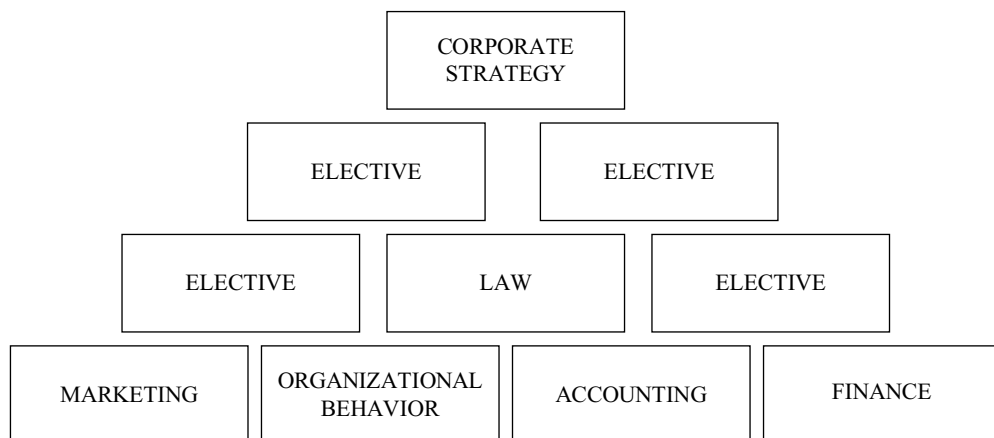 CORPORATE
STRATEGY
ELECTIVE
ELECTIVE
ELECTIVE
LAW
ELECTIVE
MARKETING
ORGANIZATIONAL
BEHAVIOR
ACCOUNTING
FINANCE